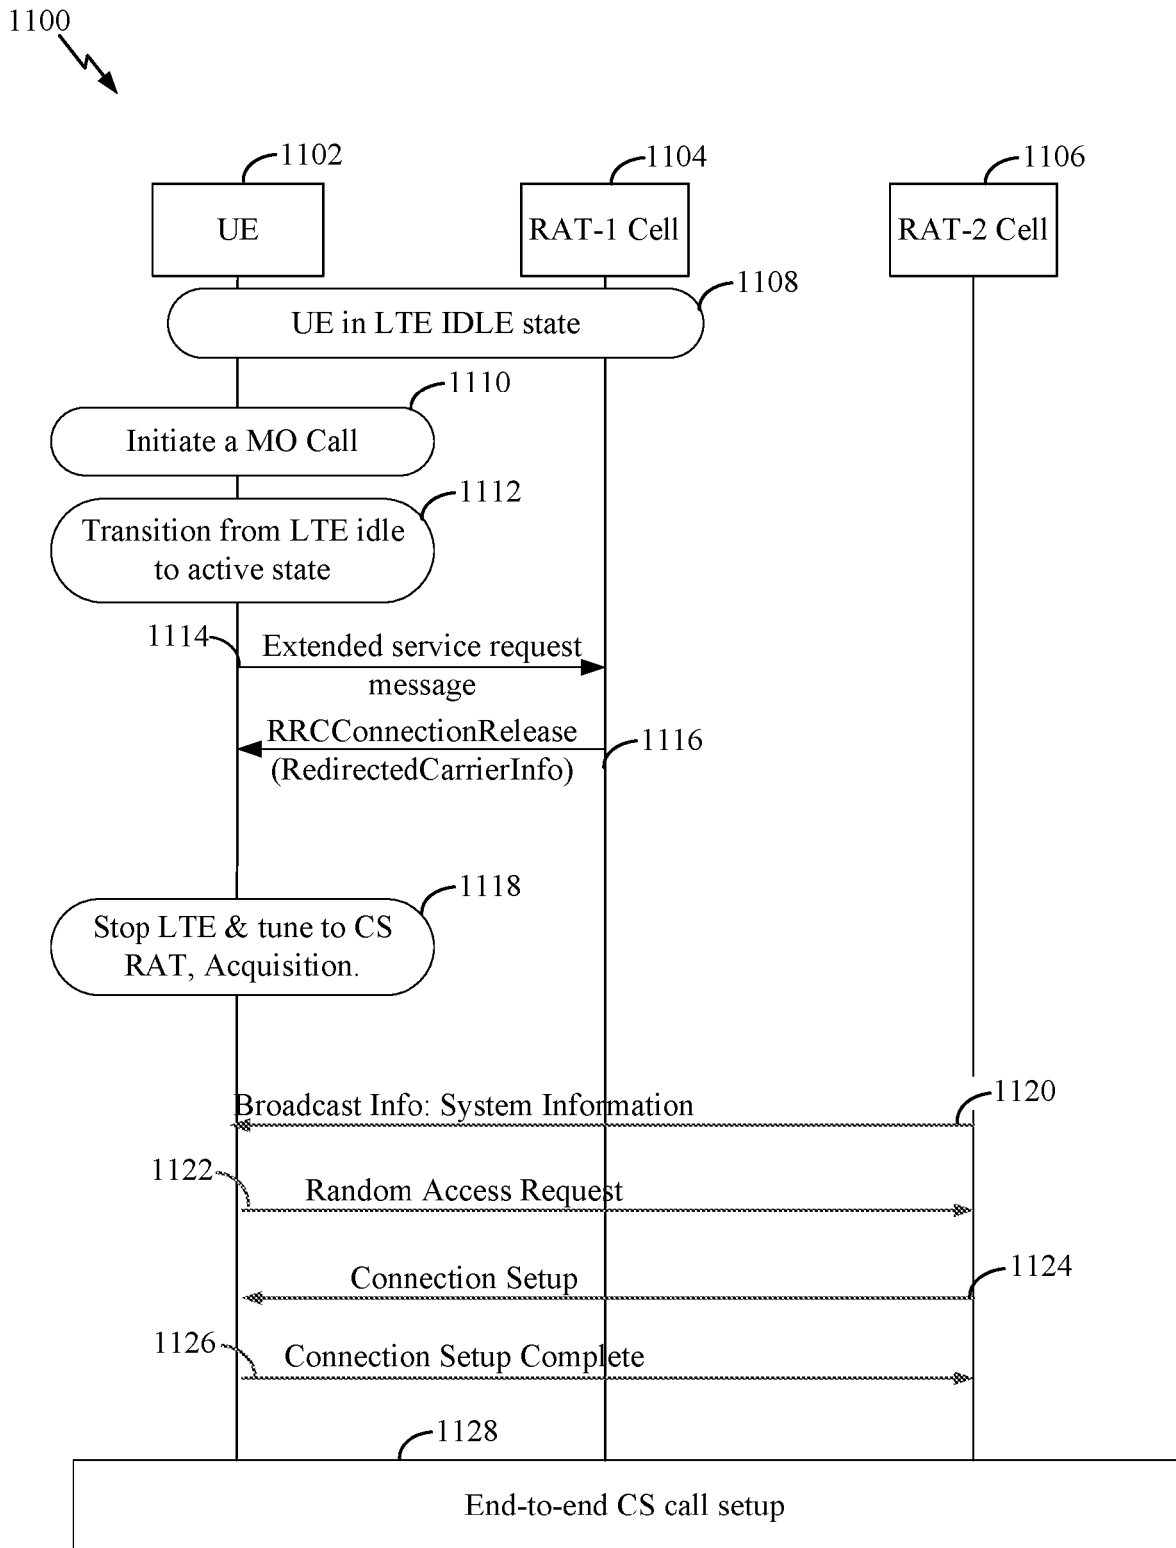 1100
1102
1104
1106
UE
RAT-1 Cell
RAT-2 Cell
1108
UE in LTE IDLE state
1110
Initiate a MO Call
1112
Transition from LTE idle
to active state
1114
Extended service request
message
RRCConnectionRelease
1116
(RedirectedCarrierInfo)
1118
Stop LTE & tune to CS
RAT, Acquisition.
1120
Broadcast Info: System Information
1122
Random Access Request
1124
Connection Setup
1126
Connection Setup Complete
1128
End-to-end CS call setup